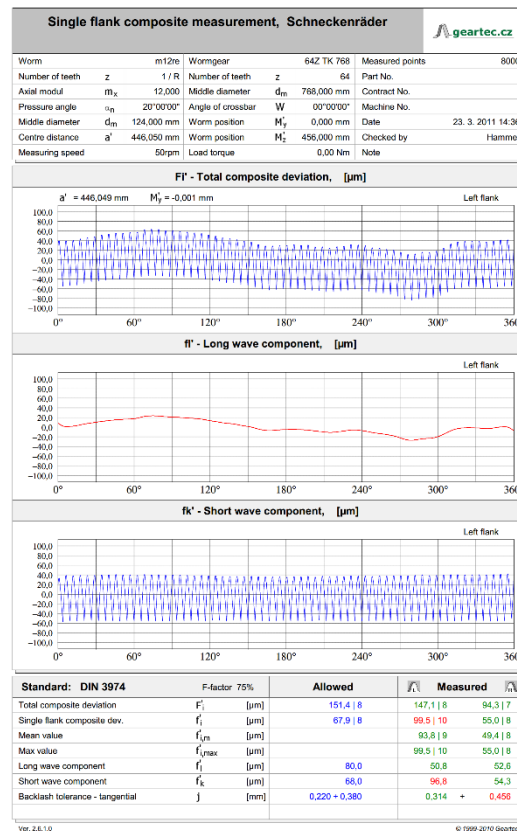 Single flank composite measurement, Schneckenräder
geartec.cz
Worm m12re Wormgear 64Z TK 768 Measured points 8000
Number of teeth z 1 / R Number of teeth z 64 Part No.
Axial modul mx 12,000 Middle diameter dm 768,000 mm Contract No.
Pressure angle αn 20°00'00" Angle of crossbar W 00°00'00" Machine No.
Middle diameter dm 124,000 mm Worm position M'y 0,000 mm Date 23. 3. 2011 14:36
Centre distance a' 446,050 mm Worm position M'z 456,000 mm Checked by Hamme
Measuring speed 50rpm Load torque 0,00 Nm Note
Fi' - Total composite deviation, [µm]
a' = 446,049 mm M'y = -0,001 mm Left flank
100,0
80,0
60,0
40,0
20,0
0,0
−20,0
−40,0
−60,0
−80,0
−100,0
0° 60° 120° 180° 240° 300° 36
fl' - Long wave component, [µm]
Left flank
100,0
80,0
60,0
40,0
20,0
0,0
−20,0
−40,0
−60,0
−80,0
−100,0
0° 60° 120° 180° 240° 300° 36
fk' - Short wave component, [µm]
Left flank
100,0
80,0
60,0
40,0
20,0
0,0
−20,0
−40,0
−60,0
−80,0
−100,0
0° 60° 120° 180° 240° 300° 36
Standard: DIN 3974 F-factor 75% Allowed Measured
Total composite deviation F'i [µm] 151,4 | 8 147,1 | 8 94,3 | 7
Single flank composite dev. f'i [µm] 67,9 | 8 99,5 | 10 55,0 | 8
Mean value f'i,m [µm] 93,8 | 9 49,4 | 8
Max value f'i,max [µm] 99,5 | 10 55,0 | 8
Long wave component f'l [µm] 80,0 50,8 52,6
Short wave component f'k [µm] 68,0 96,8 54,3
Backlash tolerance - tangential j [mm] 0,220 ÷ 0,380 0,314 ÷ 0,456
Ver. 2.6.1.0 © 1999-2010 Geartec